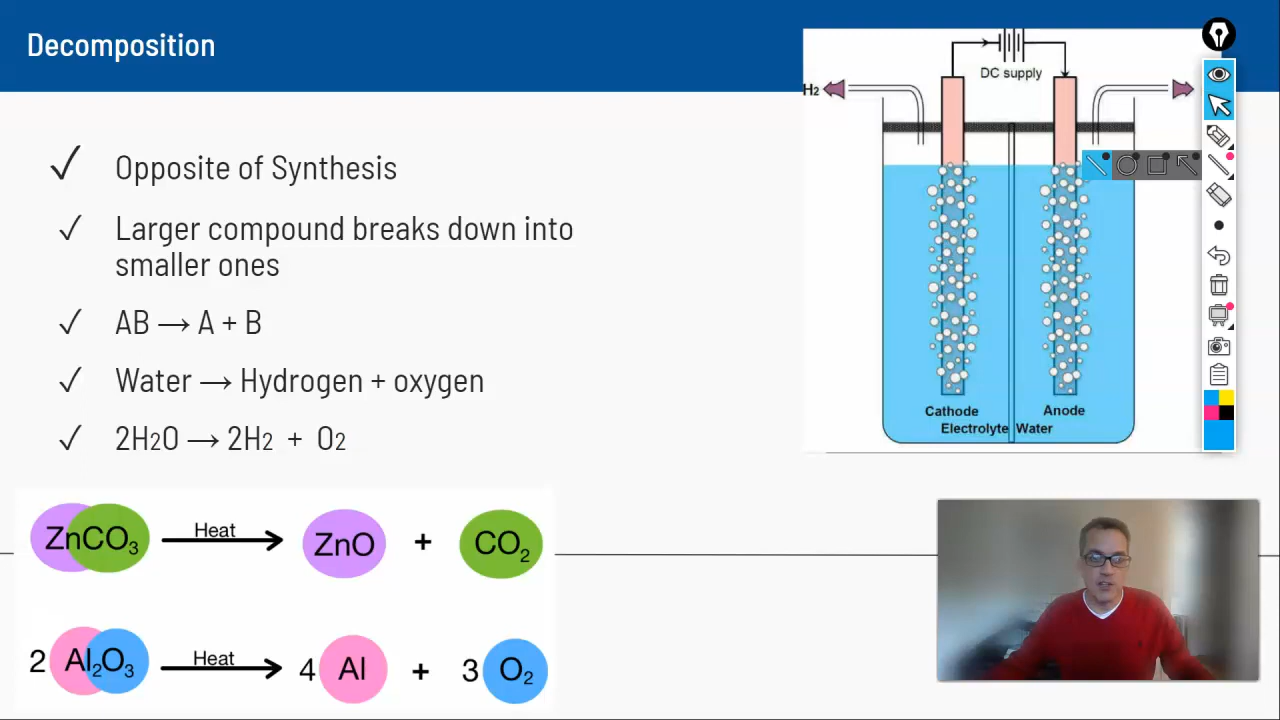 Decomposition
✓ Opposite of Synthesis
✓ Larger compound breaks down into
smaller ones
✓ AB → A + B
✓ Water → Hydrogen + oxygen
✓ 2H2O → 2H2 + O2
DC supply
H2
Cathode
Anode
Electrolyte Water
ZnCO₃ Heat → ZnO + CO₂
2 Al₂O₃ Heat → 4 Al + 3 O₂